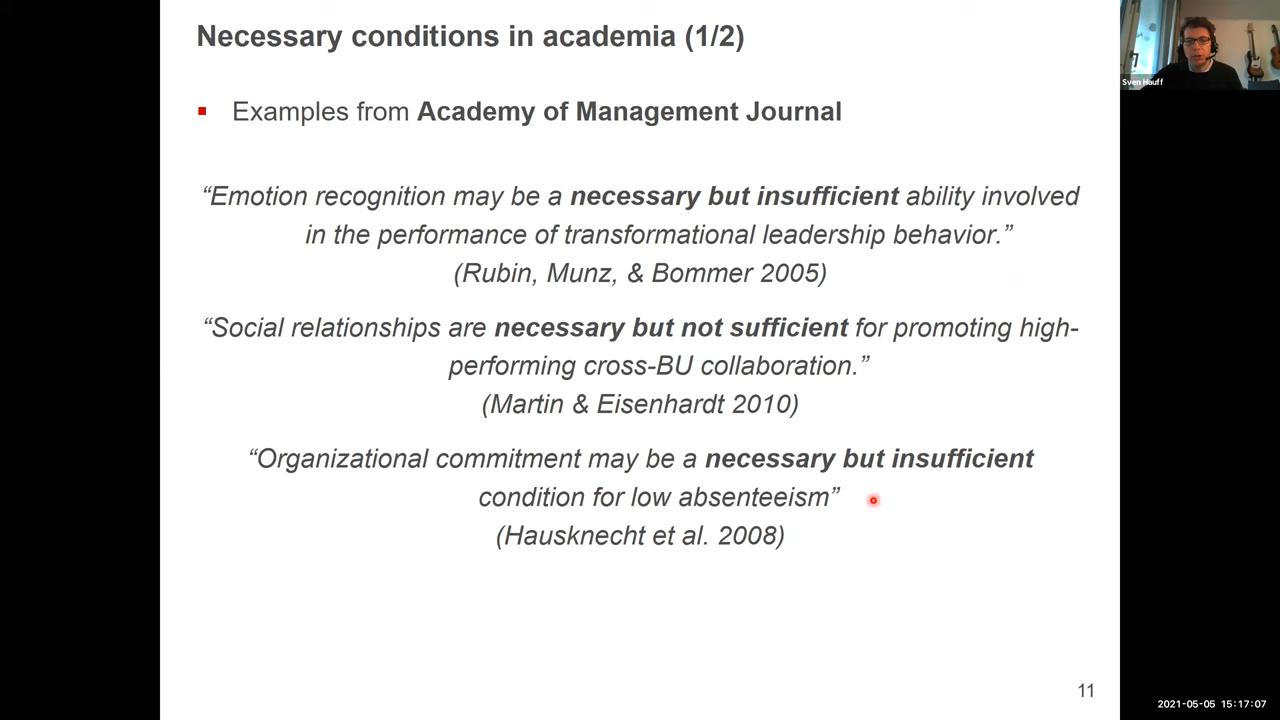 Necessary conditions in academia (1/2)
Sven Hauff
▪ Examples from Academy of Management Journal
“Emotion recognition may be a necessary but insufficient ability involved
in the performance of transformational leadership behavior.”
(Rubin, Munz, & Bommer 2005)
“Social relationships are necessary but not sufficient for promoting high-
performing cross-BU collaboration.”
(Martin & Eisenhardt 2010)
“Organizational commitment may be a necessary but insufficient
condition for low absenteeism”
(Hausknecht et al. 2008)
11
2021-05-05 15:17:07